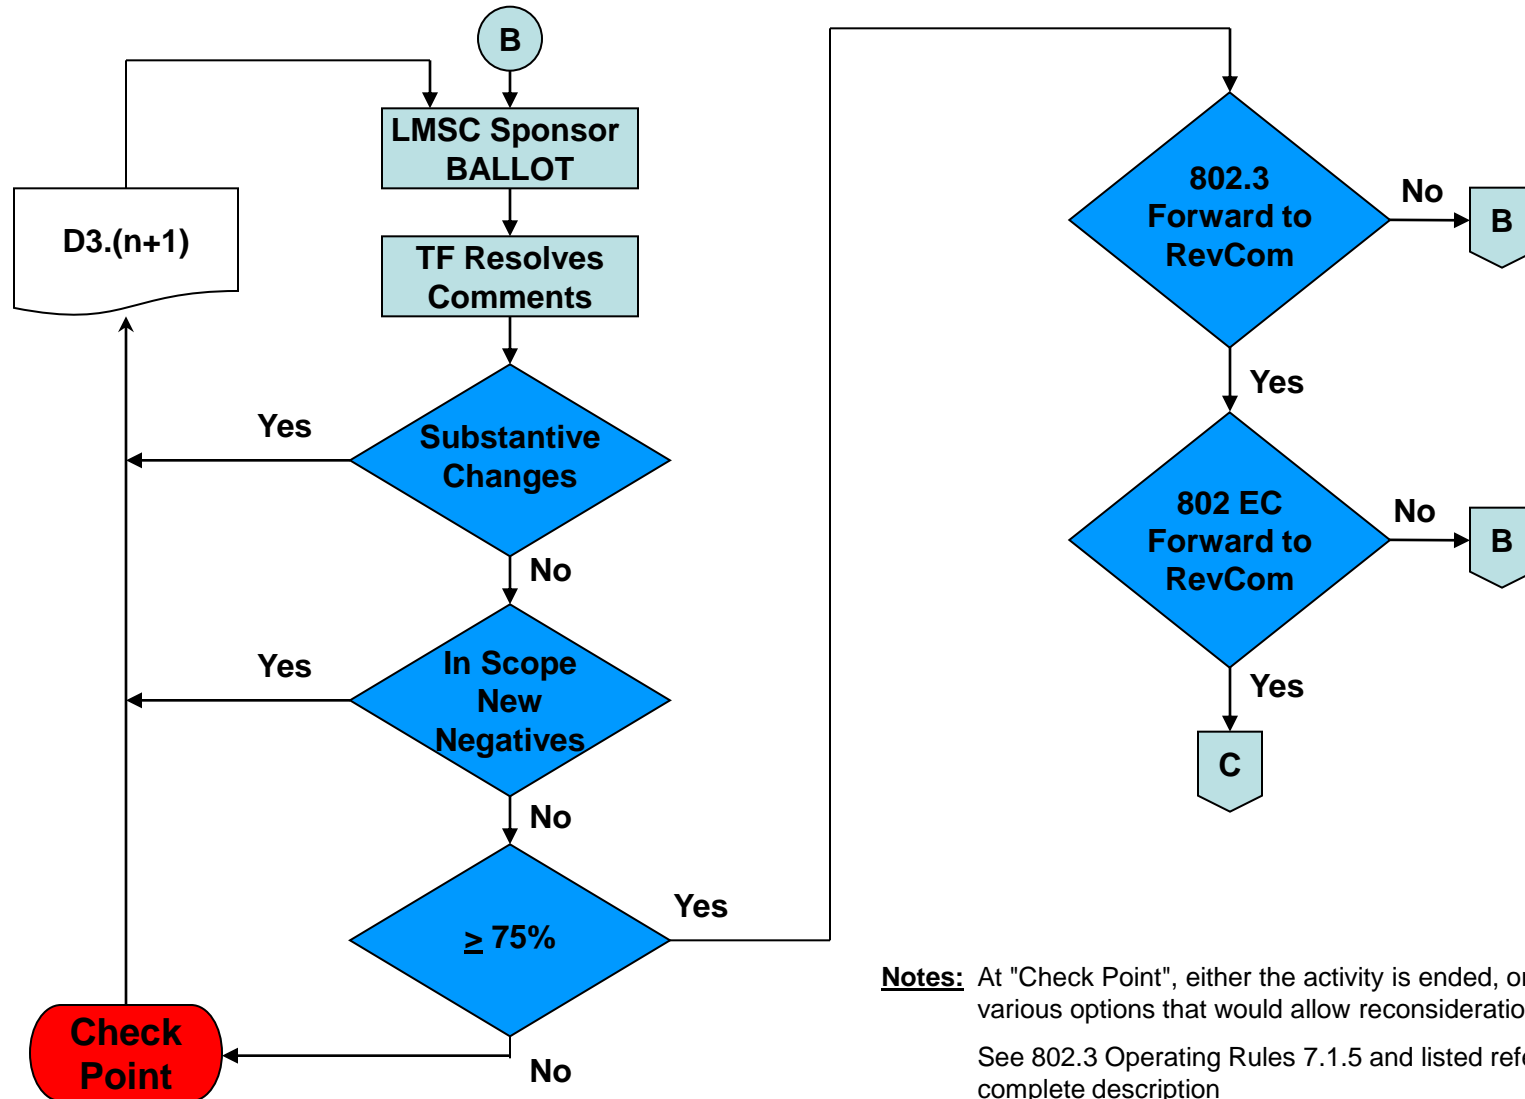 B
LMSC Sponsor
BALLOT
D3.(n+1)
TF Resolves
Comments
Yes
Substantive
Changes
No
Yes
In Scope
New
Negatives
No
≥ 75%
Yes
Check
Point
No
802.3
Forward to
RevCom
No
B
Yes
802 EC
Forward to
RevCom
No
B
Yes
C
Notes: At "Check Point", either the activity is ended, or
various options that would allow
See 802.3 Operating Rules 7.1.5 and listed
complete description